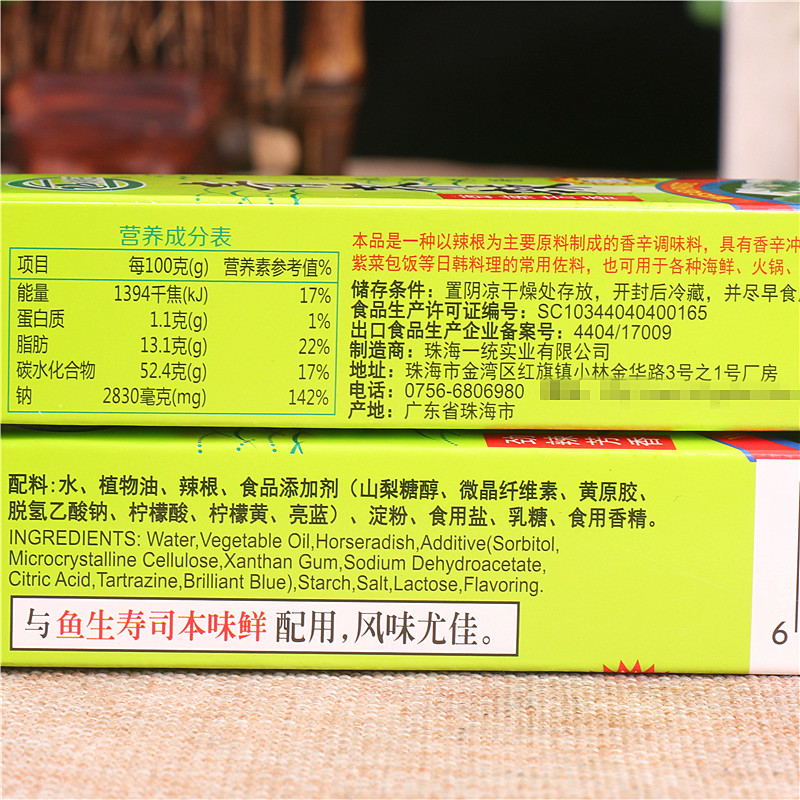 营养成分表
项目 每100克(g) 营养素参考值%
能量 1394千焦(kJ) 17%
蛋白质 1.1克(g) 1%
脂肪 13.1克(g) 22%
碳水化合物 52.4克(g) 17%
钠 2830毫克(mg) 142%
本品是一种以辣根为主要原料制成的香辛调味料，具有香辛冲
紫菜包饭等日韩料理的常用佐料，也可用于各种海鲜、火锅、
储存条件：置阴凉干燥处存放，开封后冷藏，并尽早食
食品生产许可证编号：SC10344040400165
出口食品生产企业备案号：4404/17009
制造商：珠海一统实业有限公司
地址：珠海市金湾区红旗镇小林金华路3号之1号厂房
电话：0756-6806980
产地：广东省珠海市
配料:水、植物油、辣根、食品添加剂（山梨糖醇、微晶纤维素、黄原胶、
脱氢乙酸钠、柠檬酸、柠檬黄、亮蓝）、淀粉、食用盐、乳糖、食用香精。
INGREDIENTS: Water,Vegetable Oil,Horseradish,Additive(Sorbitol,
Microcrystalline Cellulose,Xanthan Gum,Sodium Dehydroacetate,
Citric Acid,Tartrazine,Brilliant Blue),Starch,Salt,Lactose,Flavoring.
与鱼生寿司本味鲜配用,风味尤佳。
6